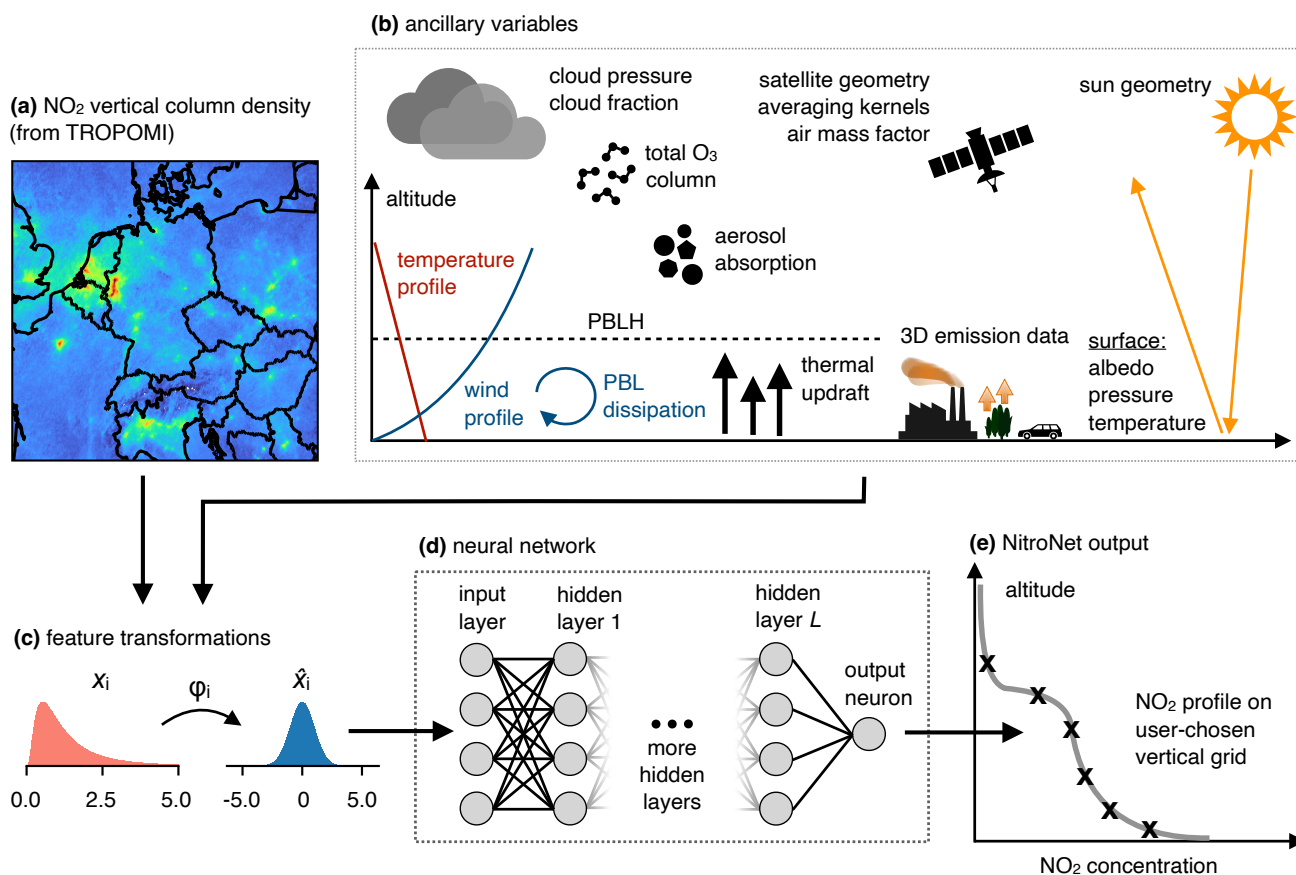 (a) NO₂ vertical column density
(from TROPOMI)
(b) ancillary variables
cloud pressure
cloud fraction
satellite geometry
averaging kernels
air mass factor
sun geometry
total O₃
column
altitude
aerosol
absorption
temperature
profile
PBLH
3D emission data
surface:
albedo
pressure
temperature
thermal
updraft
wind
profile
PBL
dissipation
(c) feature transformations
xᵢ
φᵢ
x̂ᵢ
0.0
2.5
5.0
-5.0
0
5.0
(d) neural network
input
layer
hidden
layer 1
hidden
layer L
output
neuron
more
hidden
layers
(e) NitroNet output
altitude
NO₂ profile on
user-chosen
vertical grid
NO₂ concentration